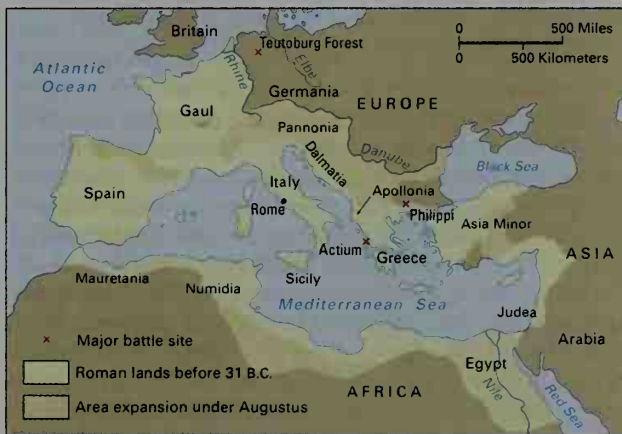 Britain
Teutoburg Forest
0 500 Miles
0 500 Kilometers
Atlantic
Ocean
Rhine
Elbe
Germania
EUROPE
Gaul
Pannonia
Danube
Black Sea
Dalmatia
Italy
Apollonia
Spain
Rome
Philippi
Asia Minor
Actium
Greece
ASIA
Mauretania
Numidia
Sicily
Mediterranean Sea
Judea
Major battle site
Arabia
Roman lands before 31 B.C.
Egypt
Nile
Red Sea
AFRICA
Area expansion under Augustus